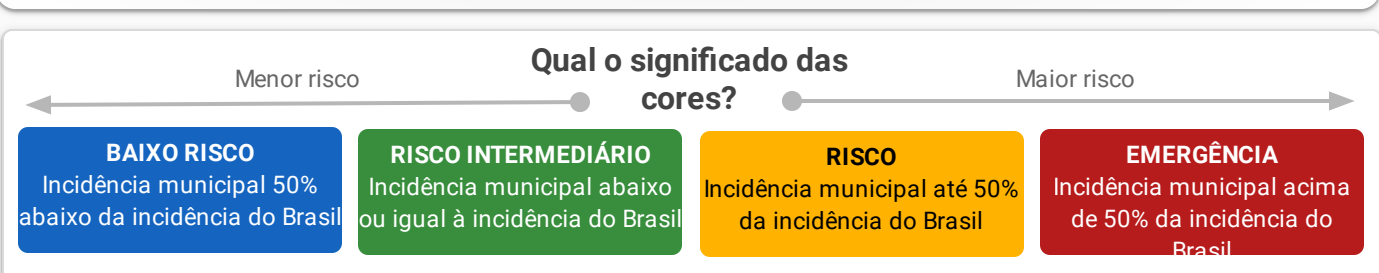 Qual o significado das
cores?
Menor risco
Maior risco
BAIXO RISCO
Incidência municipal 50%
abaixo da incidência do Brasil
RISCO INTERMEDIÁRIO
Incidência municipal abaixo
ou igual à incidência do Brasil
RISCO
Incidência municipal até 50%
da incidência do Brasil
EMERGÊNCIA
Incidência municipal acima
de 50% da incidência do
Brasil